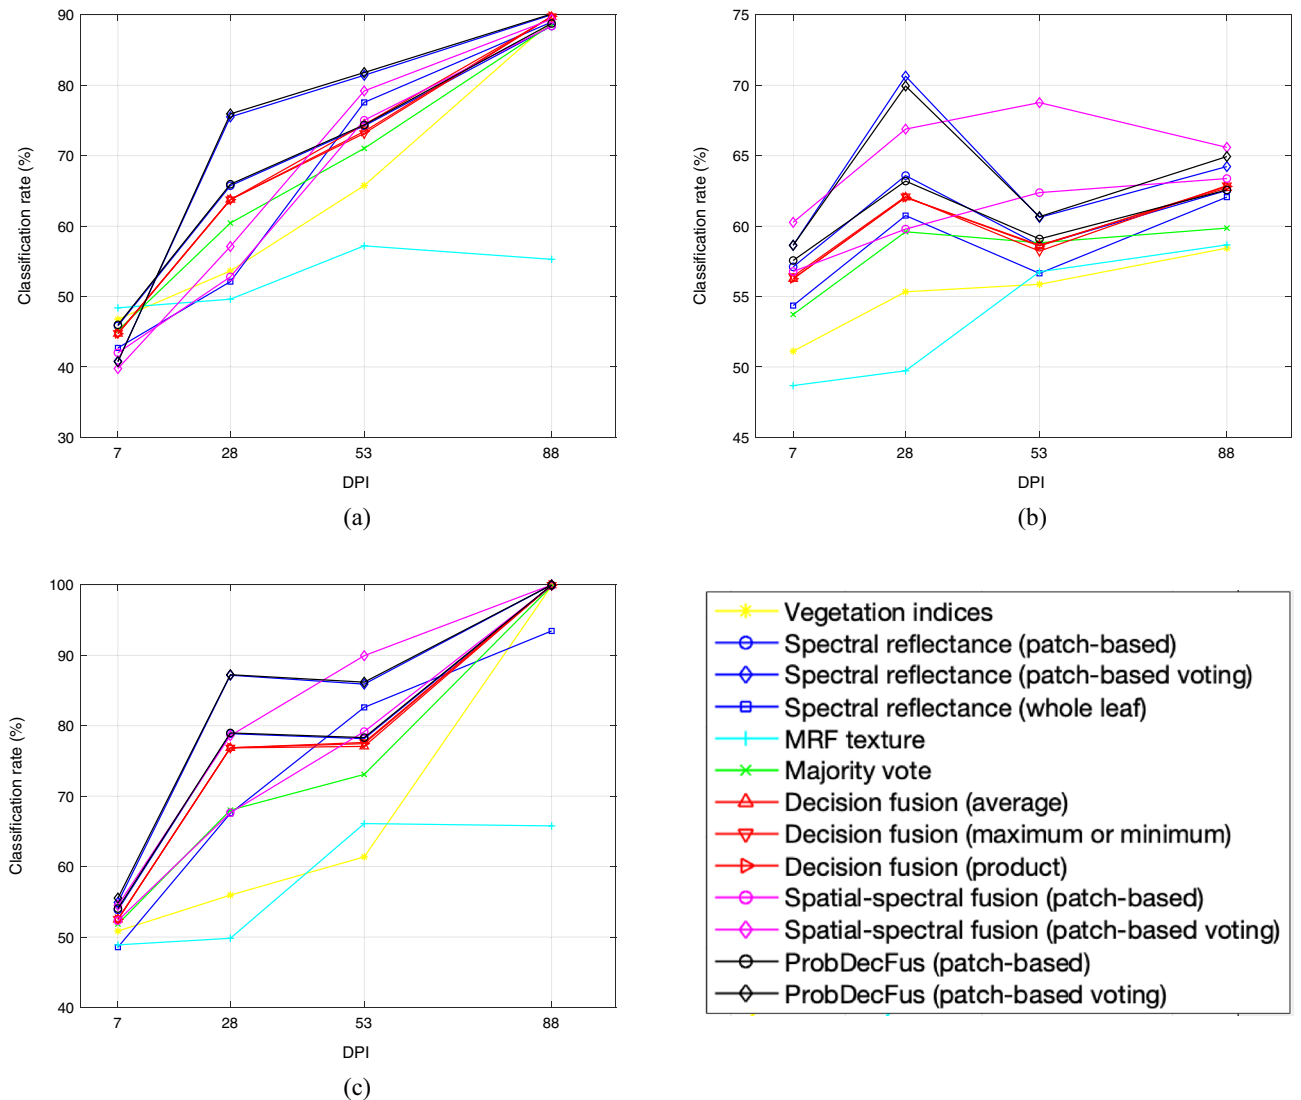 90
80
70
60
50
40
30
Classification rate (%)
7 28 53 88
DPI
(a)
75
70
65
60
55
50
45
Classification rate (%)
7 28 53 88
DPI
(b)
100
90
80
70
60
50
40
Classification rate (%)
7 28 53 88
DPI
(c)
Vegetation indices
Spectral reflectance (patch-based)
Spectral reflectance (patch-based voting)
Spectral reflectance (whole leaf)
MRF texture
Majority vote
Decision fusion (average)
Decision fusion (maximum or minimum)
Decision fusion (product)
Spatial-spectral fusion (patch-based)
Spatial-spectral fusion (patch-based voting)
ProbDecFus (patch-based)
ProbDecFus (patch-based voting)